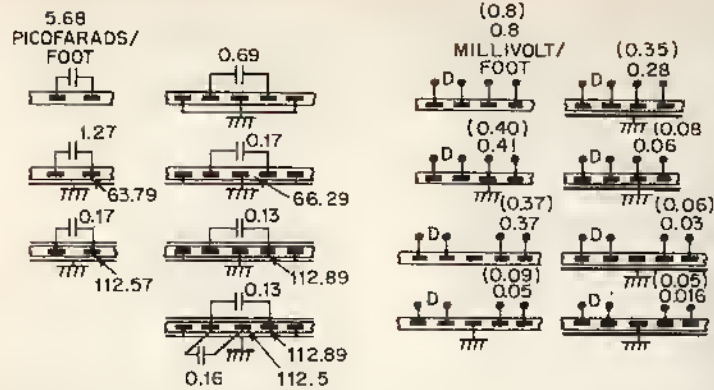 5.68
PICOFARADS/
FOOT
0.69
1.27
63.79
0.17
66.29
0.17
112.57
0.13
112.89
0.13
112.89
0.16
112.5
(0.8)
0.8
MILLIVOLT/
FOOT
D
(0.35)
0.28
D
(0.40)
0.41
D
(0.08
0.06
D
(0.37)
0.37
D
(0.06)
0.03
D
(0.09)
0.05
D
(0.05)
0.016
D